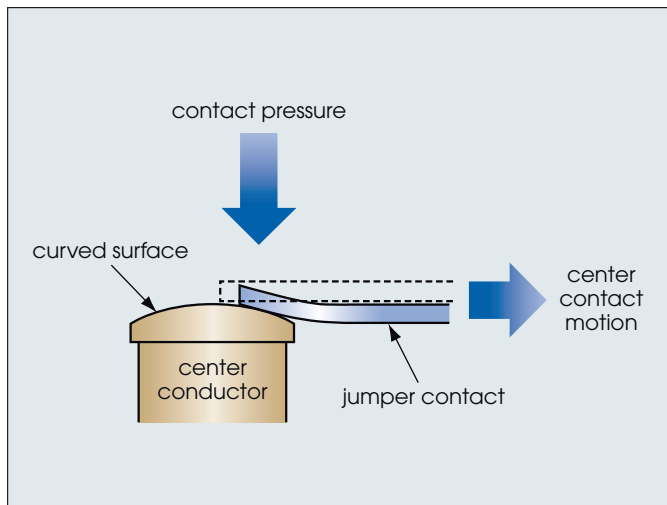 contact pressure
curved surface
center
contact
motion
center
conductor
jumper contact